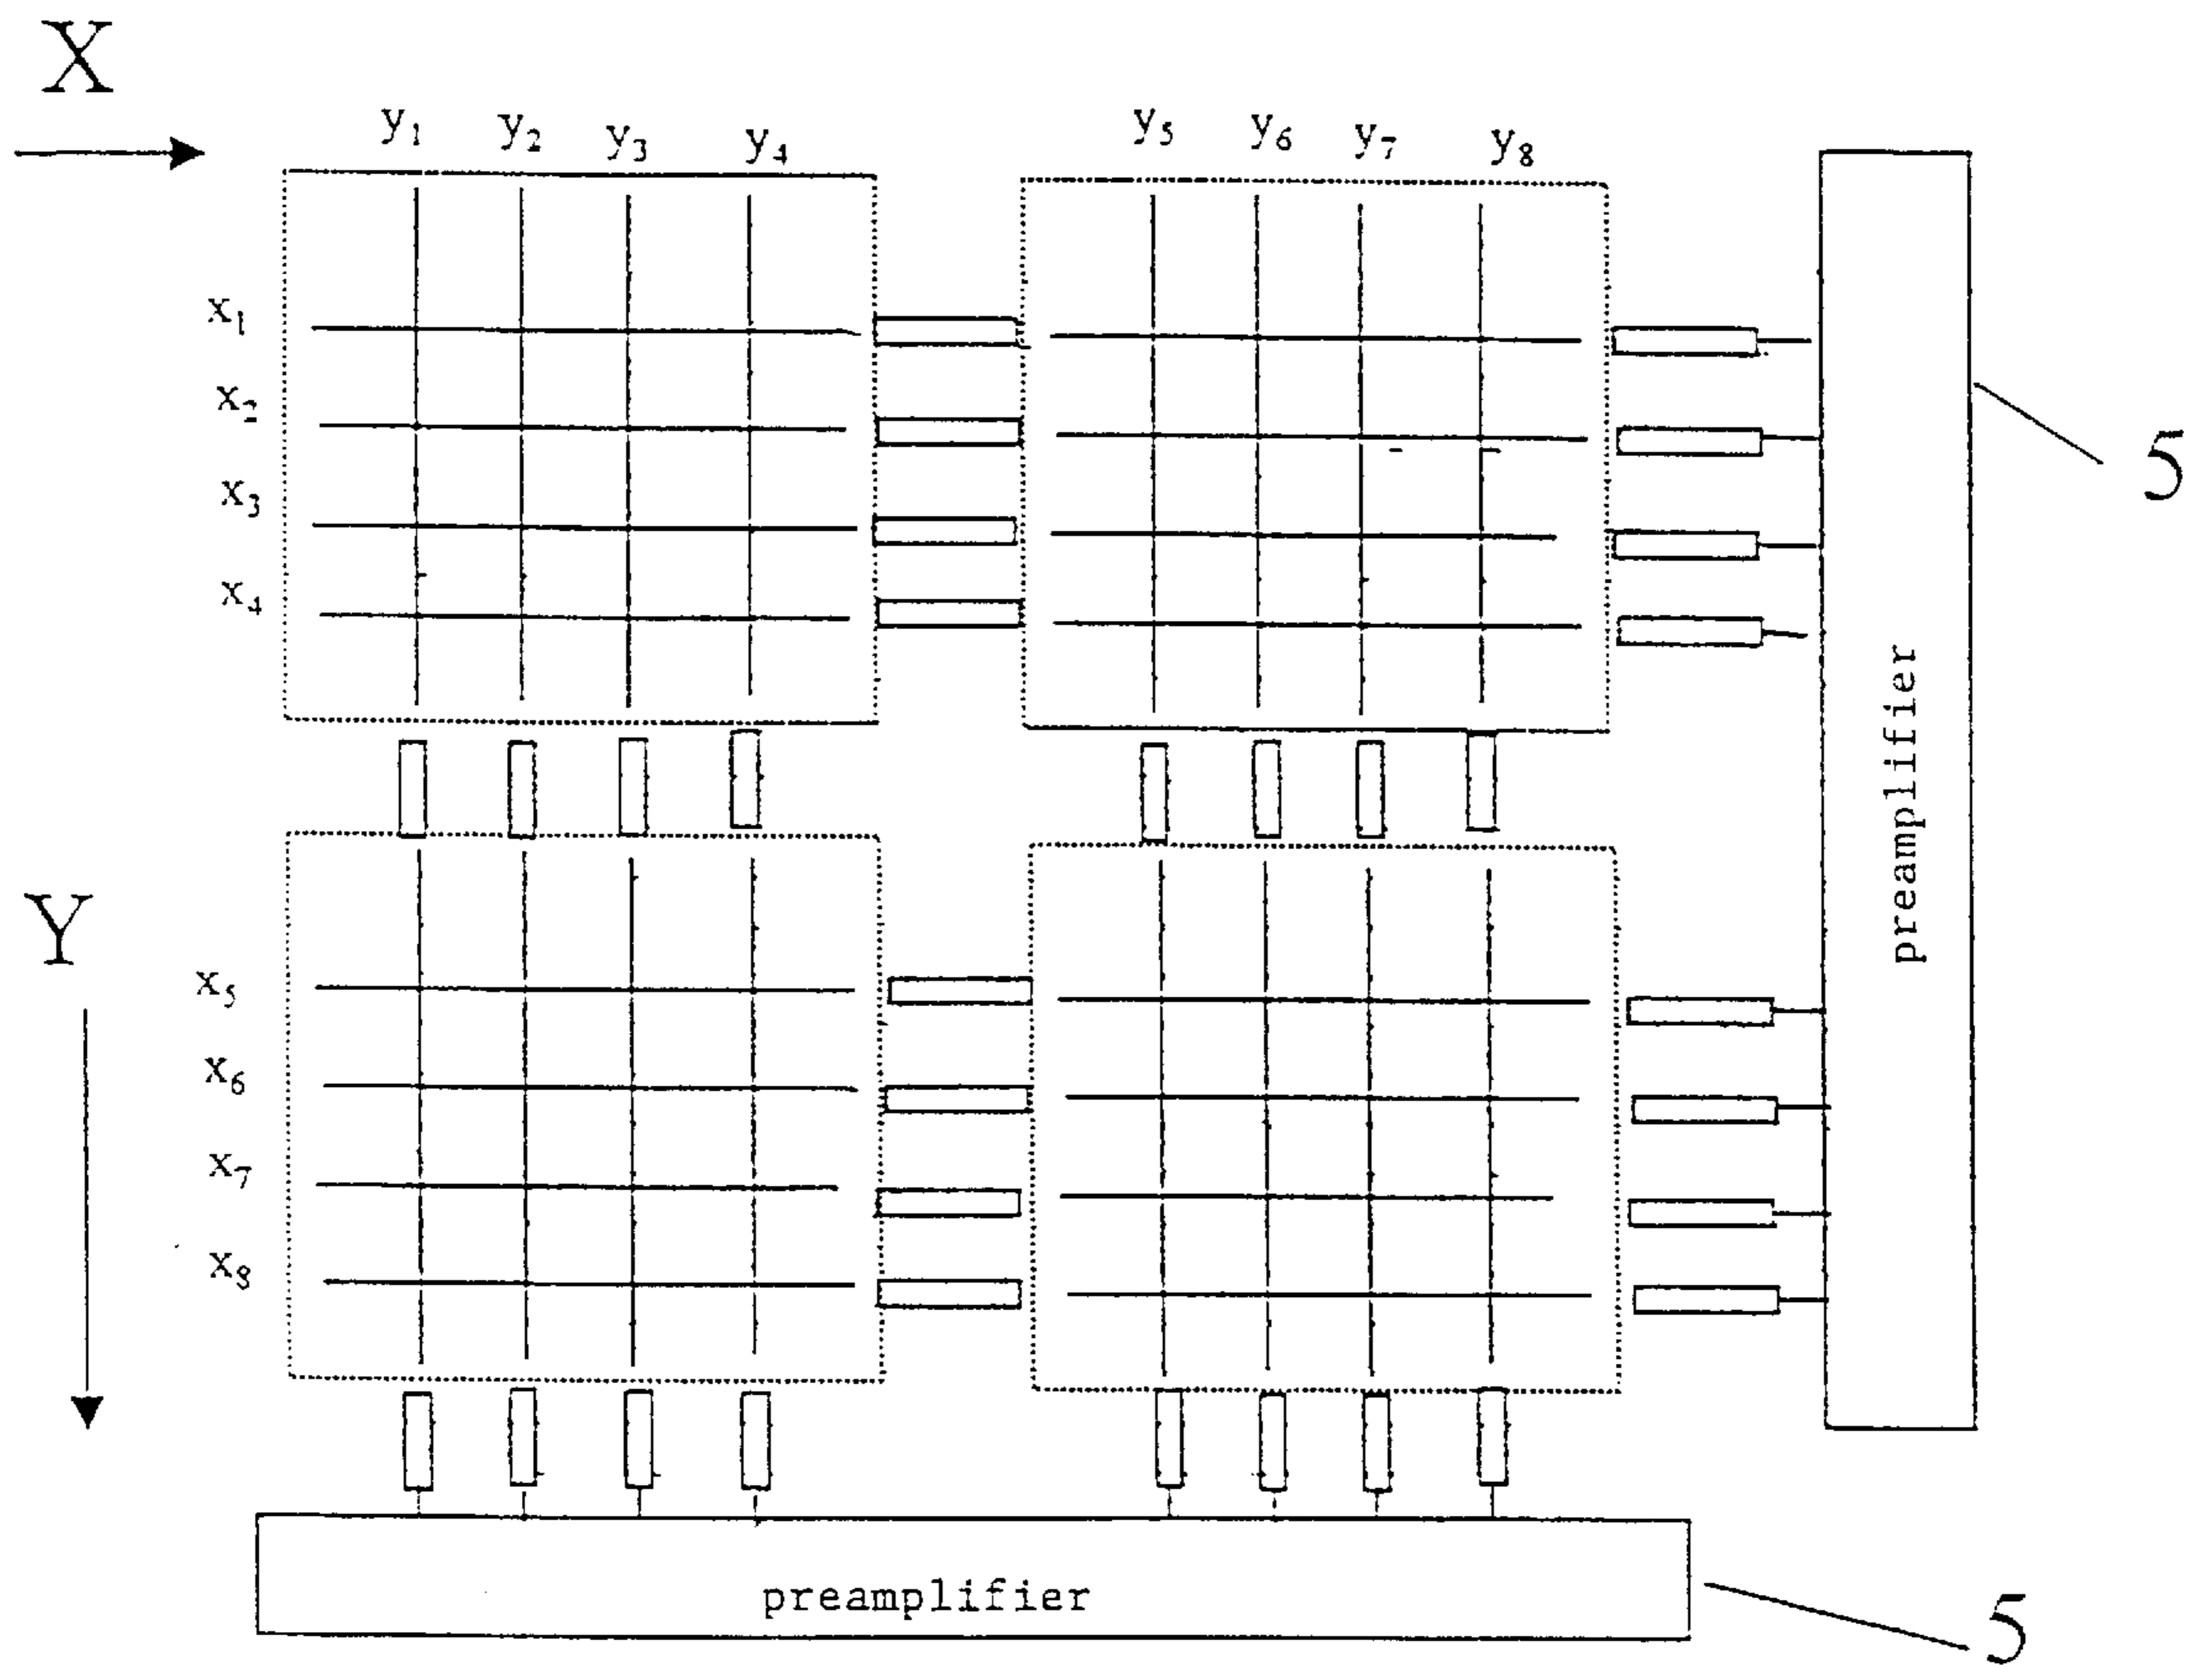 X
y₁ y₂ y₃ y₄ y₅ y₆ y₇ y₈
x₁
x₂
x₃
x₄
5
preamplifier
Y
x₅
x₆
x₇
x₈
preamplifier
5